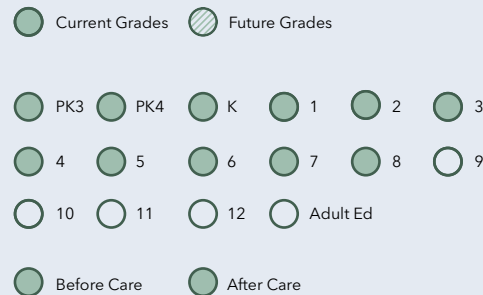 Current Grades Future Grades
PK3 PK4 K 1 2 3
4 5 6 7 8 9
10 11 12 Adult Ed
Before Care After Care